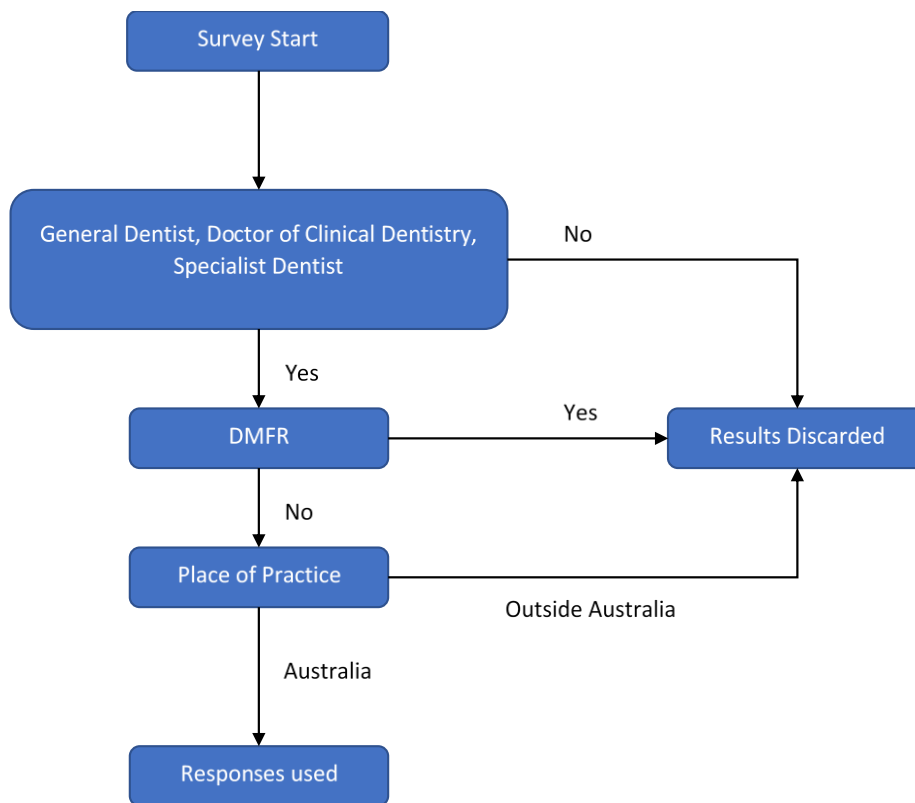 Survey Start
General Dentist, Doctor of Clinical Dentistry,
Specialist Dentist
No
Yes
DMFR
Yes
Results Discarded
No
Place of Practice
Outside Australia
Australia
Responses used